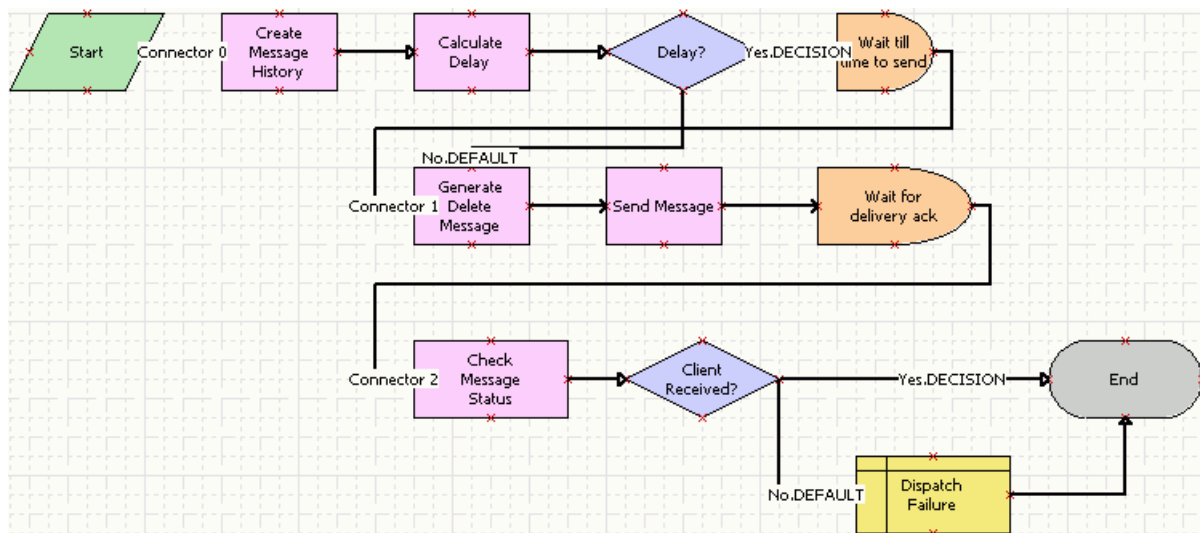 Start
Connector 0
Create
Message
History
Calculate
Delay
Delay?
Yes.DECISION
Wait till
time to send
No.DEFAULT
Connector 1
Generate
Delete
Message
Send Message
Wait for
delivery ack
Connector 2
Check
Message
Status
Client
Received?
Yes.DECISION
End
No.DEFAULT
Dispatch
Failure